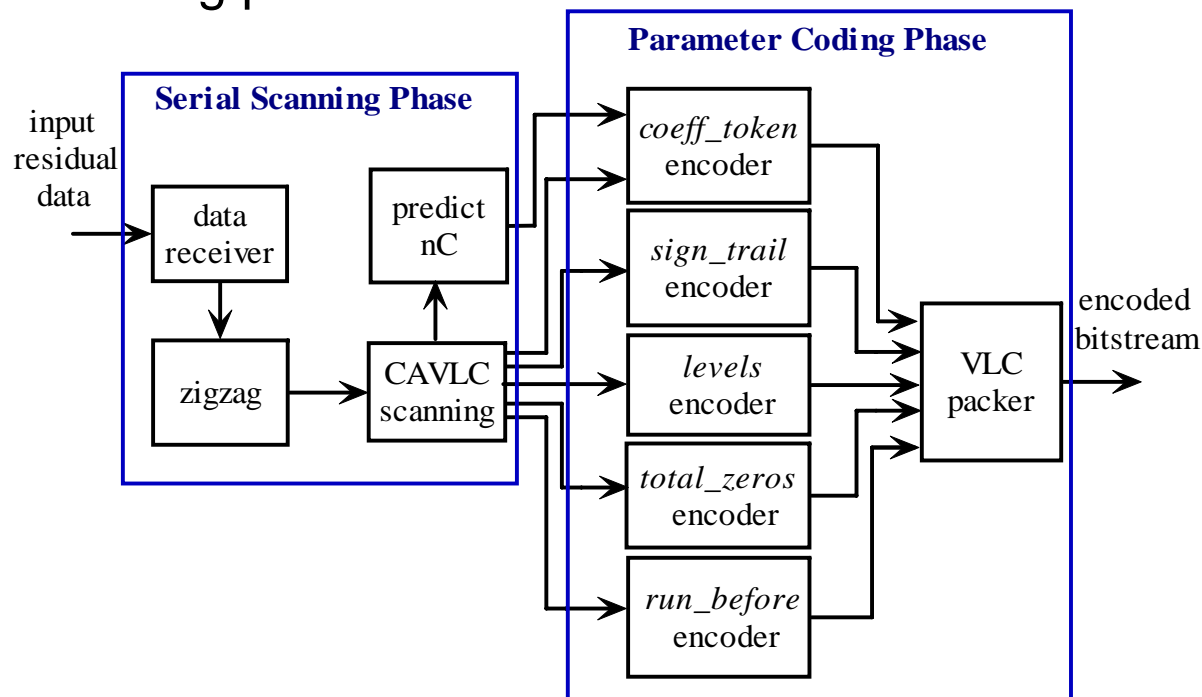 Parameter Coding Phase
Serial Scanning Phase
input
residual
data
data
receiver
zigzag
predict
nC
CAVLC
scanning
coeff_token
encoder
sign_trail
encoder
levels
encoder
total_zeros
encoder
run_before
encoder
VLC
packer
encoded
bitstream